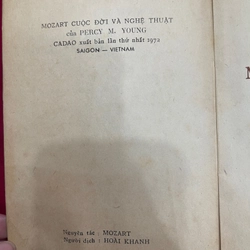 MOZART CUỘC ĐỜI VÀ NGHỆ THUẬT
của PERCY M. YOUNG
CADAO xuất bản lần thứ nhất 1972
SAIGON — VIETNAM
Nguyên tác : MOZART
Người dịch : HOÀI KHANH